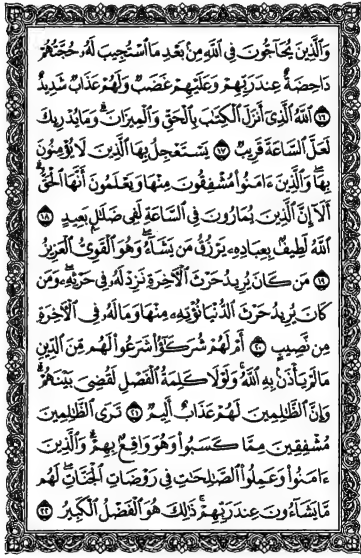 وَالَّذِينَ يُحَاجُّونَ فِي اللَّهِ مِنْ بَعْدِ مَا اسْتُجِيبَ لَهُ حُجَّتُهُمْ
دَاحِضَةٌ عِندَ رَبِّهِمْ وَعَلَيْهِمْ غَضَبٌ وَلَهُمْ عَذَابٌ شَدِيدٌ
١٦ اللَّهُ الَّذِي أَنزَلَ الْكِتَٰبَ بِالْحَقِّ وَالْمِيزَانَ ۗ وَمَا يُدْرِيكَ
لَعَلَّ السَّاعَةَ قَرِيبٌ ١٧ يَسْتَعْجِلُ بِهَا الَّذِينَ لَا يُؤْمِنُونَ
بِهَا ۖ وَالَّذِينَ ءَامَنُوا مُشْفِقُونَ مِنْهَا وَيَعْلَمُونَ أَنَّهَا الْحَقُّ ۗ
أَلَا إِنَّ الَّذِينَ يُمَارُونَ فِي السَّاعَةِ لَفِي ضَلَٰلٍۭ بَعِيدٍ ١٨
اللَّهُ لَطِيفٌۢ بِعِبَادِهِۦ يَرْزُقُ مَن يَشَآءُ ۖ وَهُوَ الْقَوِيُّ الْعَزِيزُ
١٩ مَن كَانَ يُرِيدُ حَرْثَ الْءَاخِرَةِ نَزِدْ لَهُ فِي حَرْثِهِۦ ۖ وَمَن
كَانَ يُرِيدُ حَرْثَ الدُّنْيَا نُؤْتِهِۦ مِنْهَا وَمَا لَهُ فِي الْءَاخِرَةِ
مِن نَّصِيبٍ ٢٠ أَمْ لَهُمْ شُرَكَٰٓؤُا شَرَعُوا لَهُم مِّنَ الدِّينِ
مَا لَمْ يَأْذَنۢ بِهِ اللَّهُ ۚ وَلَوْلَا كَلِمَةُ الْفَصْلِ لَقُضِيَ بَيْنَهُمْ ۗ
وَإِنَّ الظَّٰلِمِينَ لَهُمْ عَذَابٌ أَلِيمٌ ٢١ تَرَى الظَّٰلِمِينَ
مُشْفِقِينَ مِمَّا كَسَبُوا وَهُوَ وَاقِعٌۢ بِهِمْ ۗ وَالَّذِينَ
ءَامَنُوا وَعَمِلُوا الصَّٰلِحَٰتِ فِي رَوْضَاتِ الْجَنَّاتِ ۖ لَهُم
مَّا يَشَآءُونَ عِندَ رَبِّهِمْ ۚ ذَٰلِكَ هُوَ الْفَضْلُ الْكَبِيرُ ٢٢